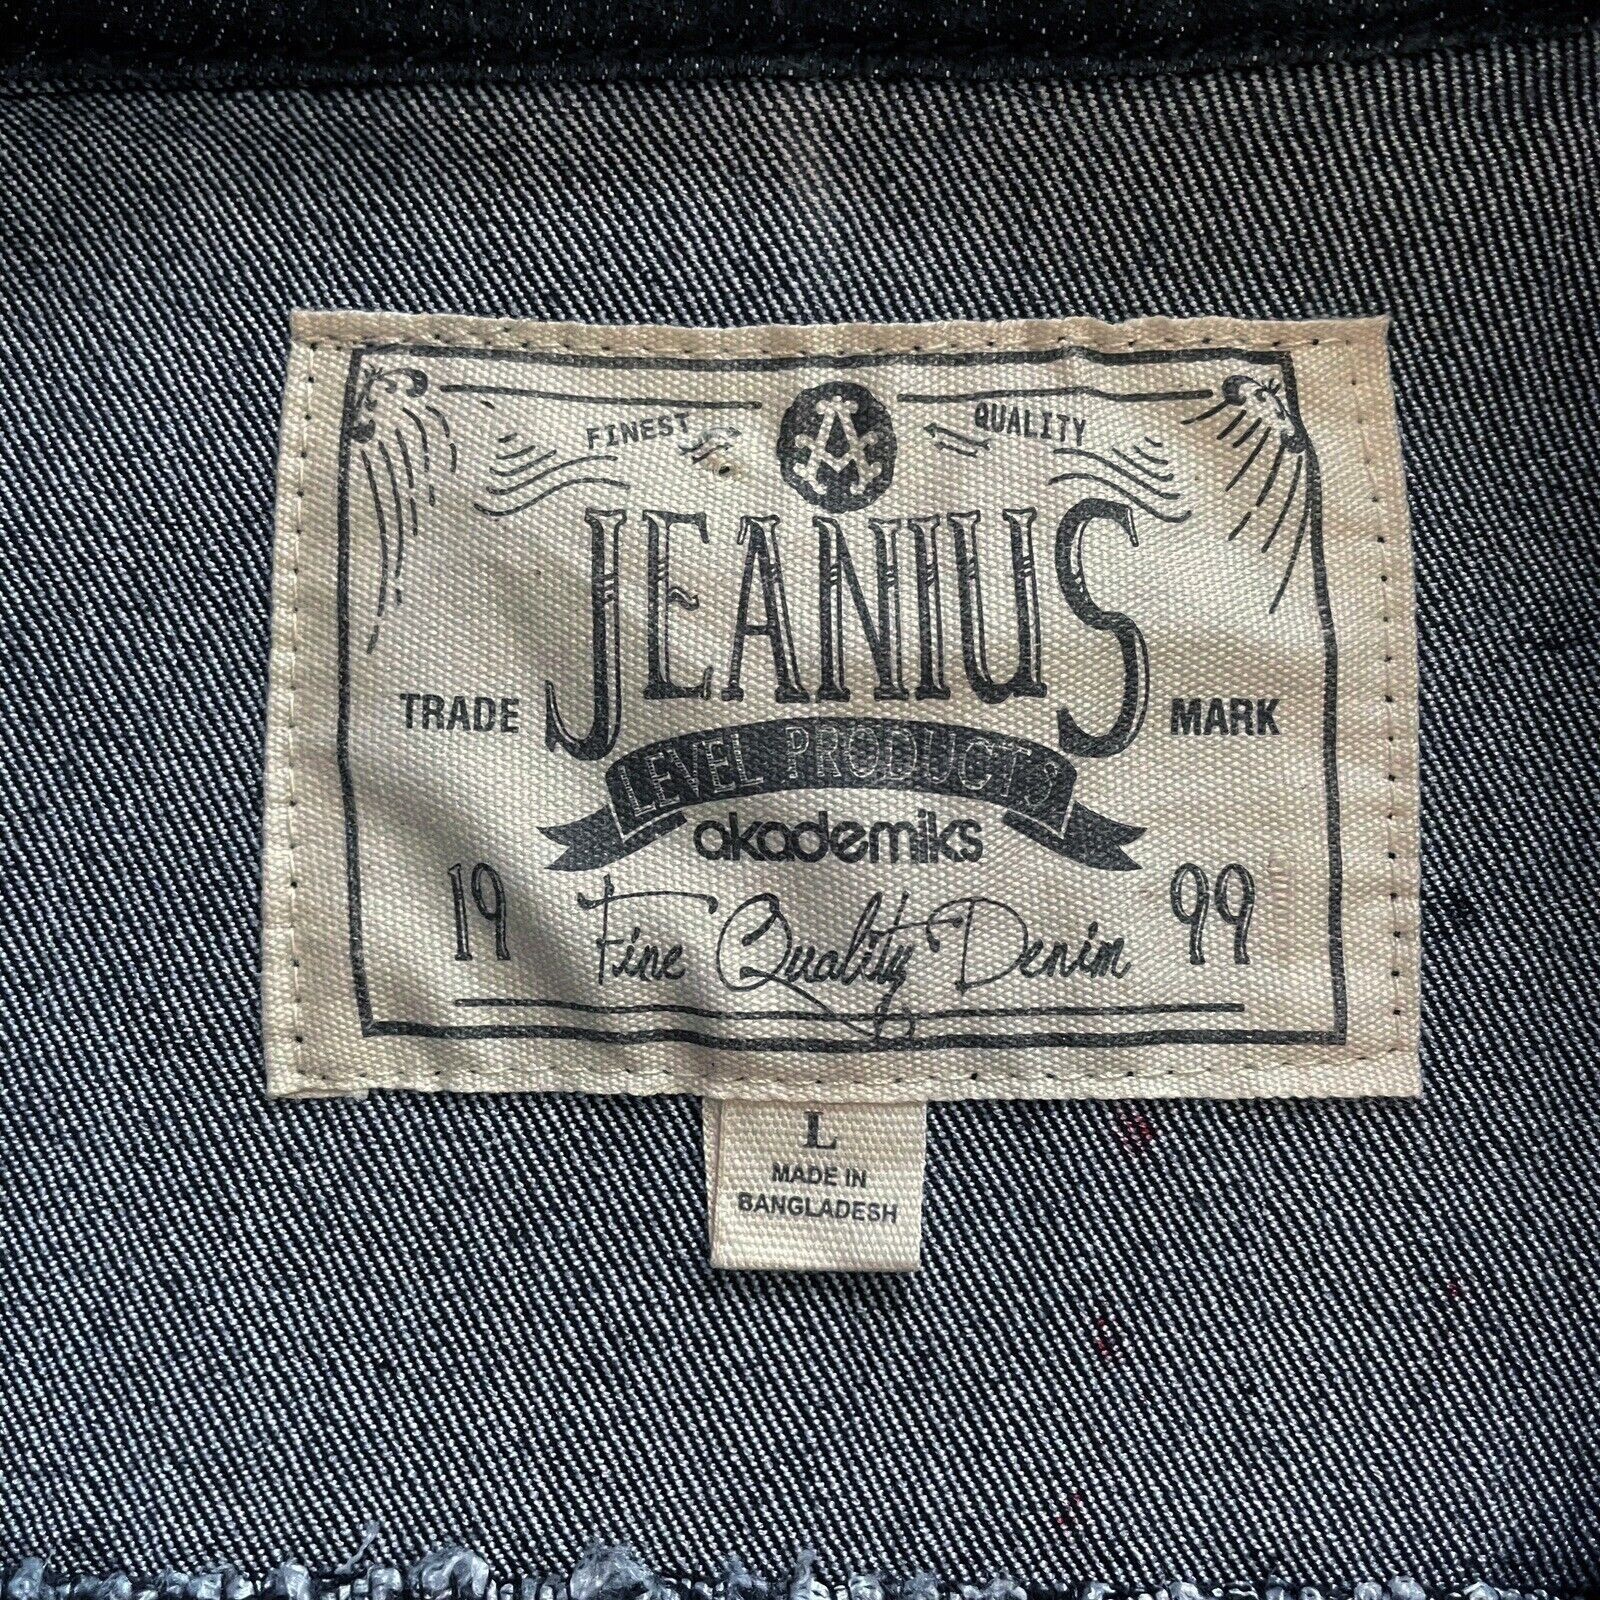 FINEST QUALITY
JEANIUS
TRADE MARK
LEVEL PRODUCTS
akademiks
19 99
Fine Quality Denim
L
MADE IN
BANGLADESH